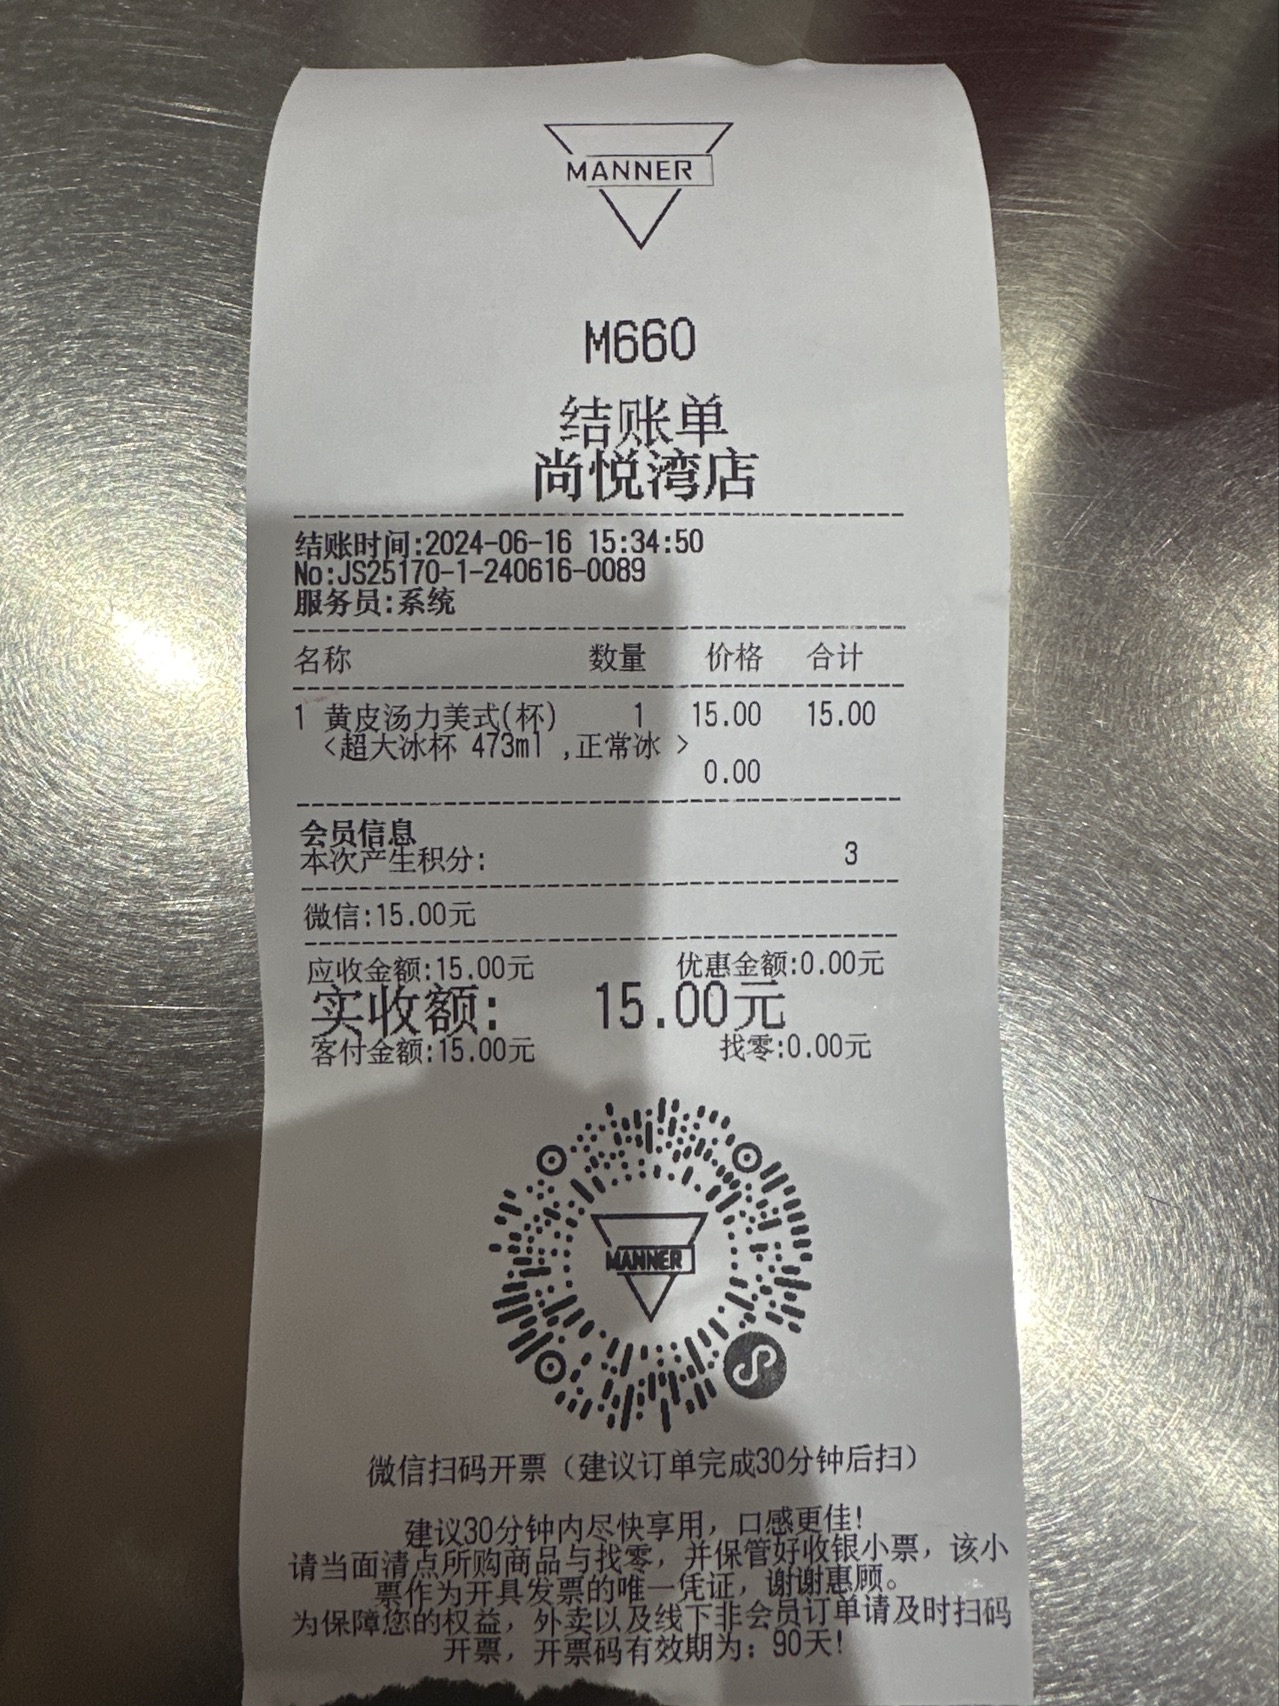 MANNER
M660
结账单
尚悦湾店
结账时间:2024-06-16 15:34:50
No:JS25170-1-240616-0089
服务员:系统
名称 数量 价格 合计
1 黄皮汤力美式(杯) 1 15.00 15.00
<超大冰杯 473ml ,正常冰 >
0.00
会员信息
本次产生积分: 3
微信:15.00元
应收金额:15.00元 优惠金额:0.00元
实收额: 15.00元
客付金额:15.00元 找零:0.00元
MANNER
微信扫码开票（建议订单完成30分钟后扫）
建议30分钟内尽快享用，口感更佳!
请当面清点所购商品与找零，并保管好收银小票，该小
票作为开具发票的唯一凭证，谢谢惠顾。
为保障您的权益，外卖以及线下非会员订单请及时扫码
开票，开票码有效期为：90天!